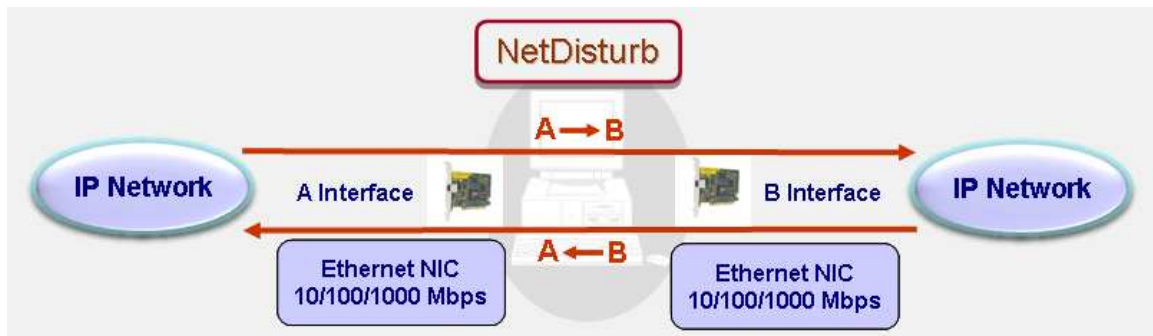 NetDisturb
A → B
IP Network
A Interface
B Interface
IP Network
A ← B
Ethernet NIC
10/100/1000 Mbps
Ethernet NIC
10/100/1000 Mbps